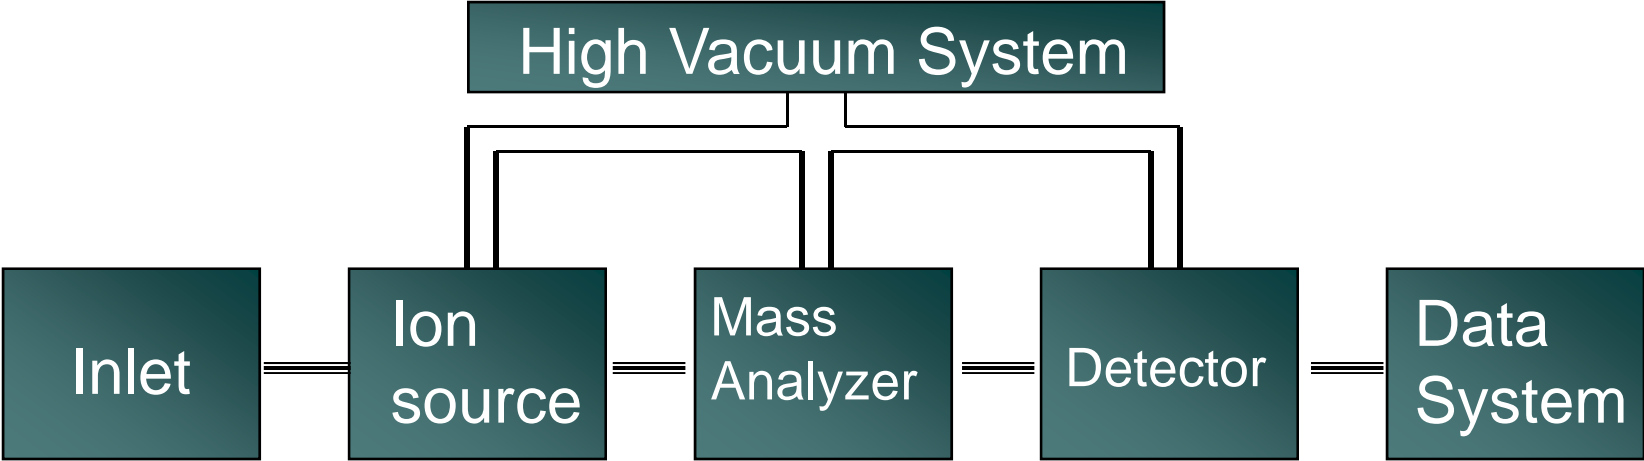 High Vacuum System
Inlet
Ion
source
Mass
Analyzer
Detector
Data
System